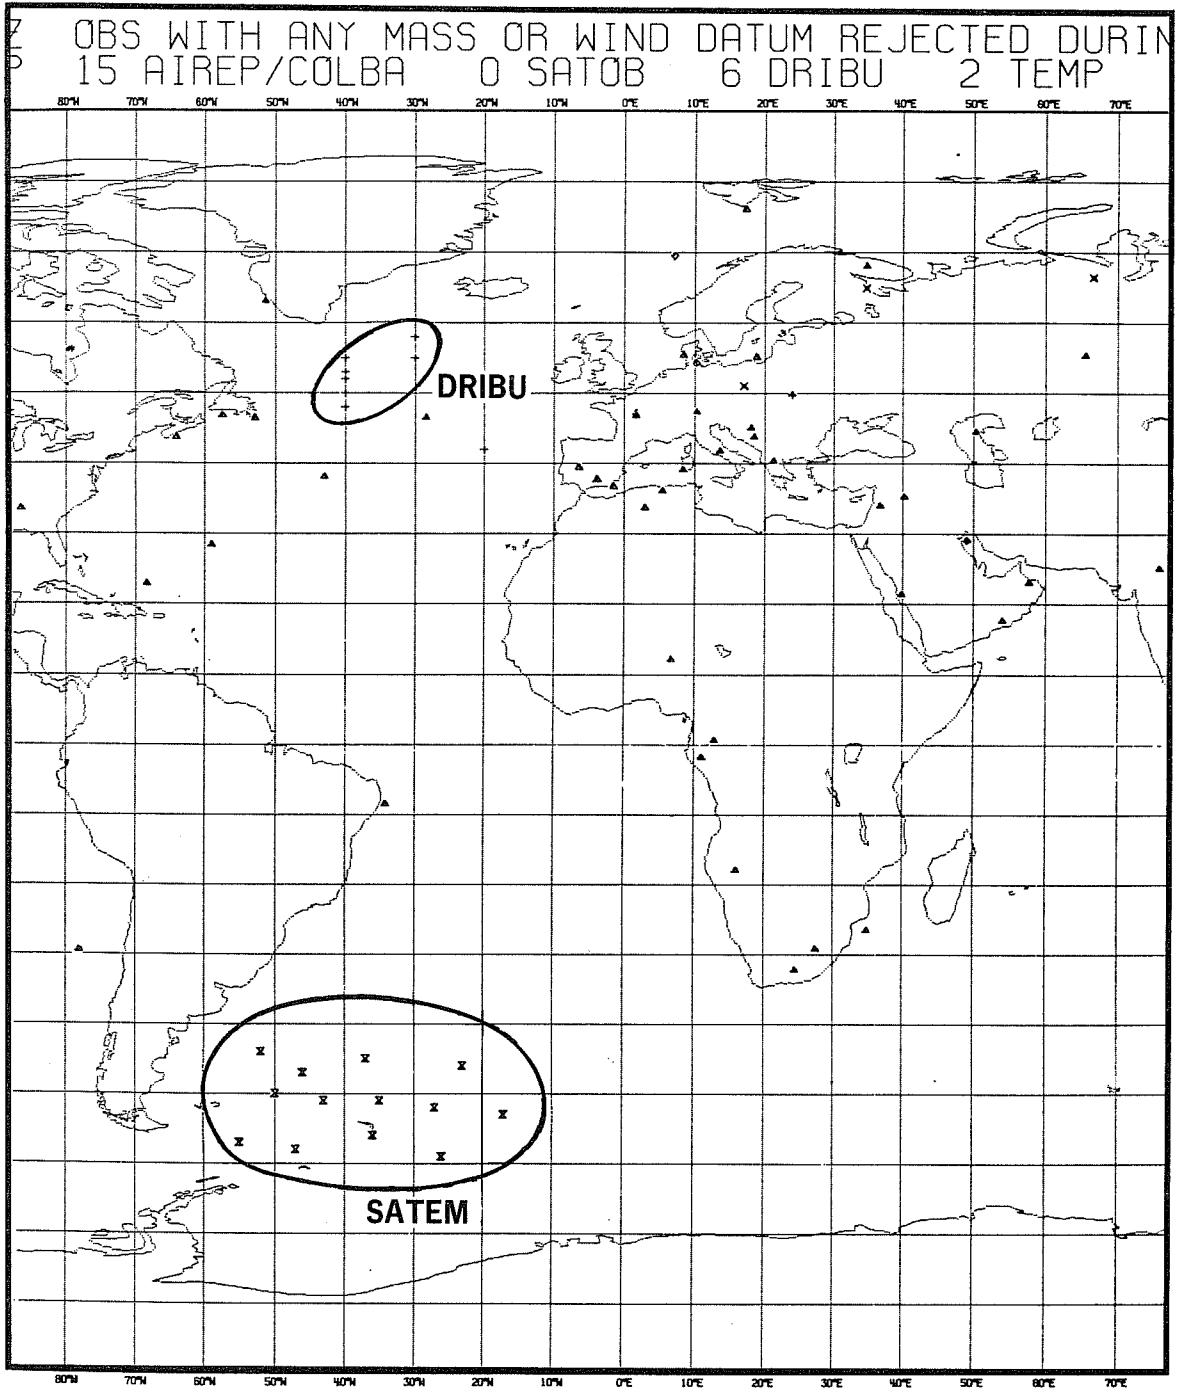 Z OBS WITH ANY MASS OR WIND DATUM REJECTED DURIN
P 15 AIREP/COLBA 0 SATOB 6 DRIBU 2 TEMP
80°W 70°W 60°W 50°W 40°W 30°W 20°W 10°W 0°E 10°E 20°E 30°E 40°E 50°E 60°E 70°E
DRIBU
SATEM
80°W 70°W 60°W 50°W 40°W 30°W 20°W 10°W 0°E 10°E 20°E 30°E 40°E 50°E 60°E 70°E